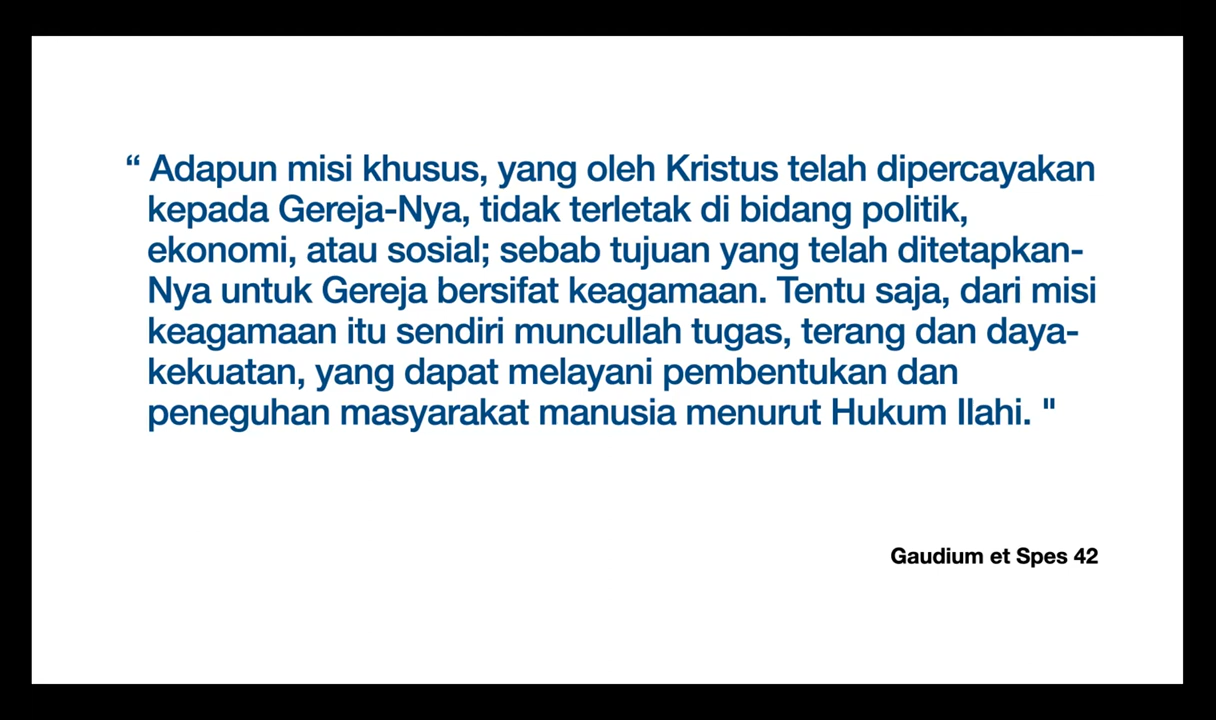 “ Adapun misi khusus, yang oleh Kristus telah dipercayakan
kepada Gereja-Nya, tidak terletak di bidang politik,
ekonomi, atau sosial; sebab tujuan yang telah ditetapkan-
Nya untuk Gereja bersifat keagamaan. Tentu saja, dari misi
keagamaan itu sendiri muncullah tugas, terang dan daya-
kekuatan, yang dapat melayani pembentukan dan
peneguhan masyarakat manusia menurut Hukum Ilahi. "
Gaudium et Spes 42